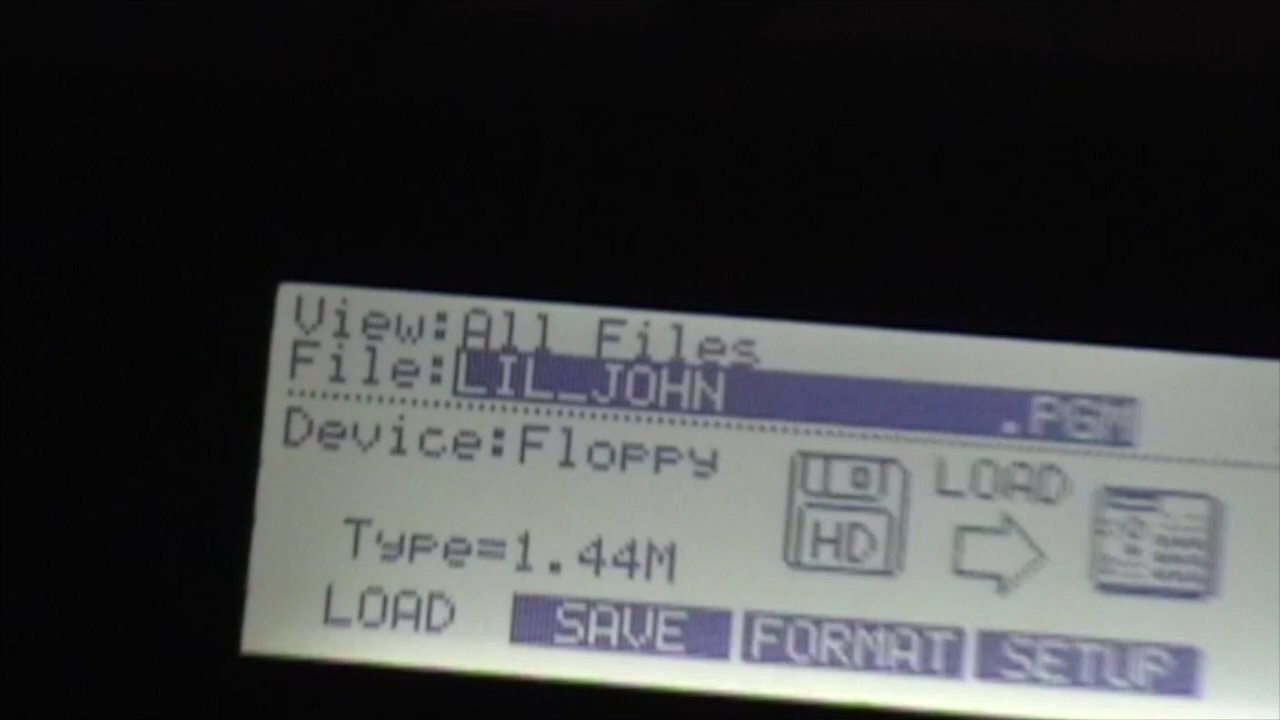 View:All Files
File:LIL_JOHN .PGM
Device:Floppy
HD LOAD
Type=1.44M
LOAD SAVE FORMAT SETUP